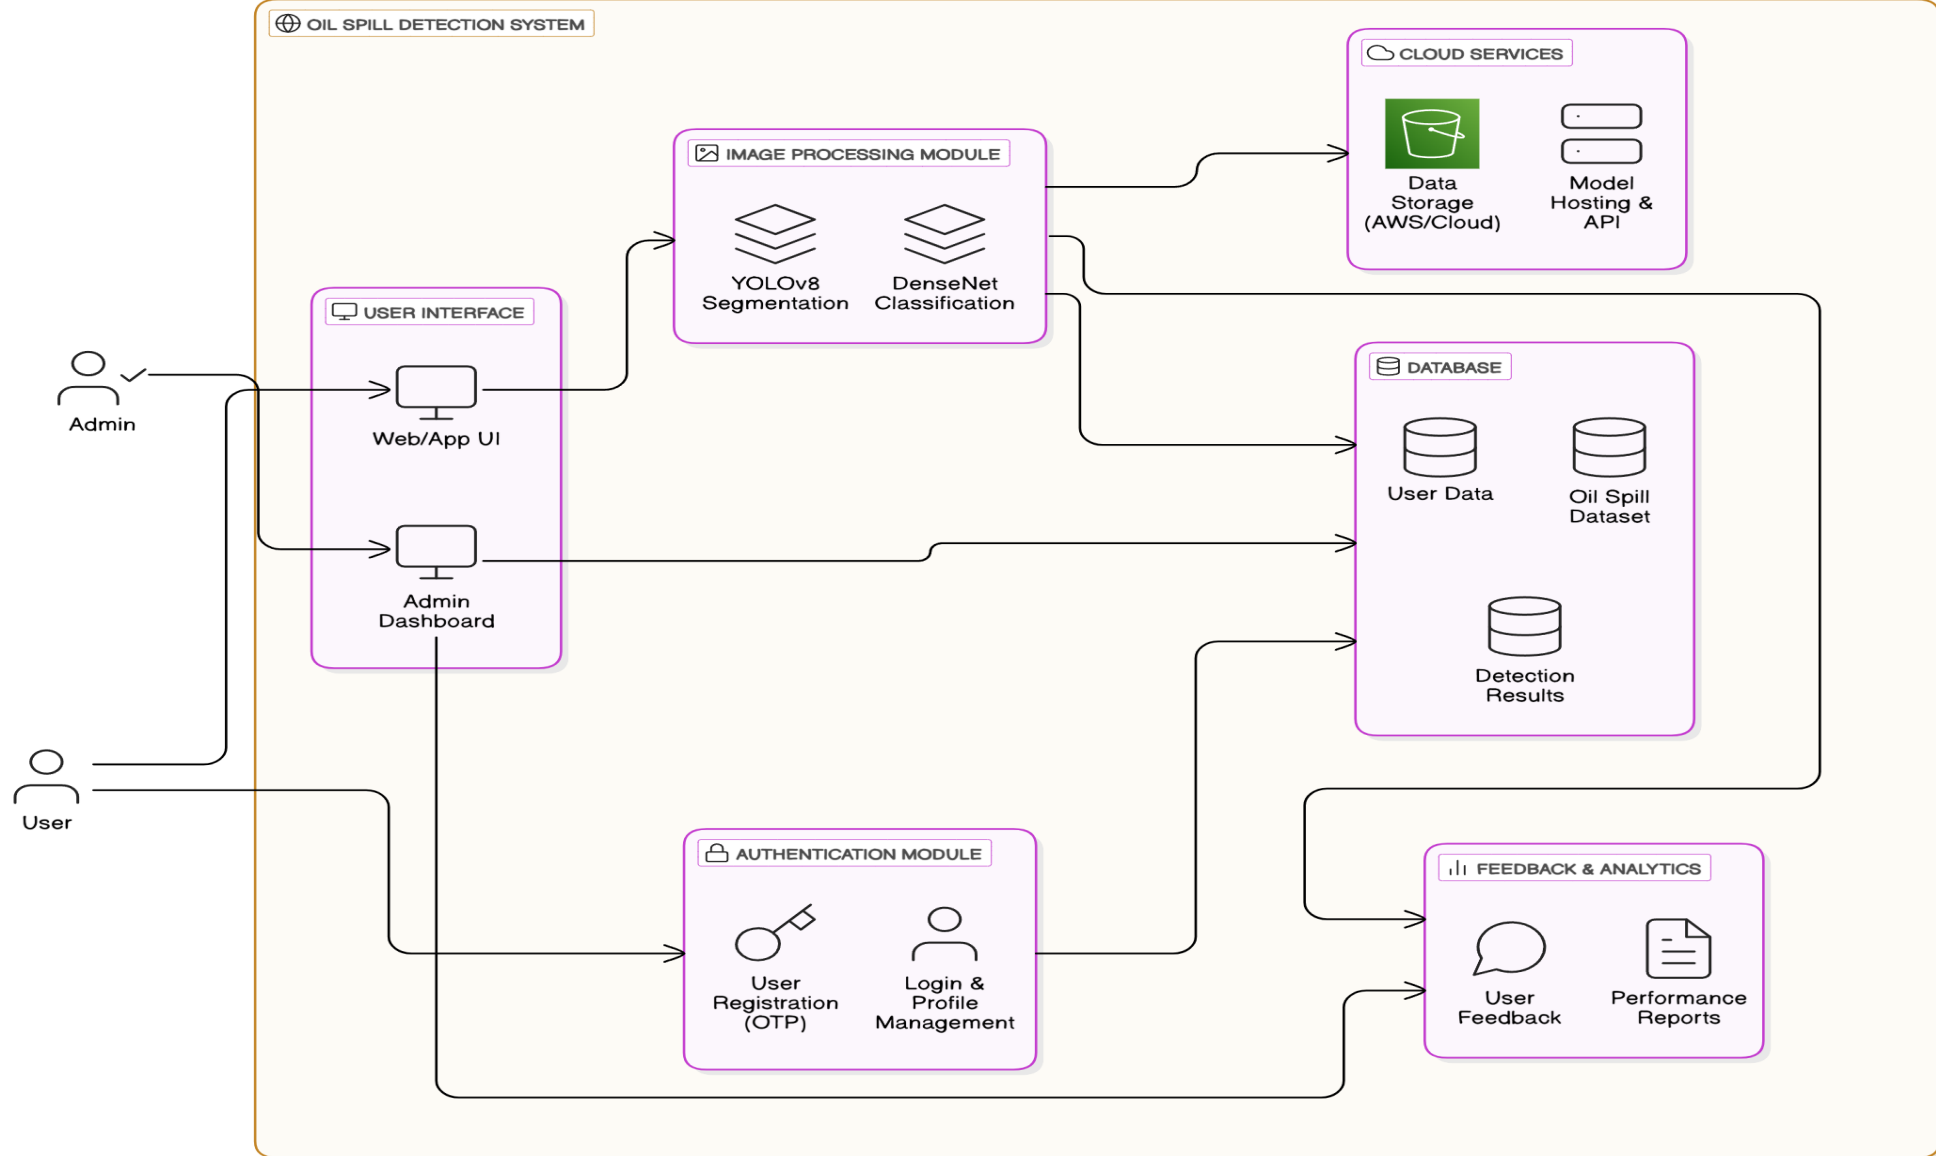 OIL SPILL DETECTION SYSTEM
CLOUD SERVICES
Data
Storage
(AWS/Cloud)
Model
Hosting &
API
IMAGE PROCESSING MODULE
YOLOv8
Segmentation
DenseNet
Classification
USER INTERFACE
Web/App UI
Admin
Dashboard
Admin
User
DATABASE
User Data
Oil Spill
Dataset
Detection
Results
AUTHENTICATION MODULE
User
Registration
(OTP)
Login &
Profile
Management
FEEDBACK & ANALYTICS
User
Feedback
Performance
Reports